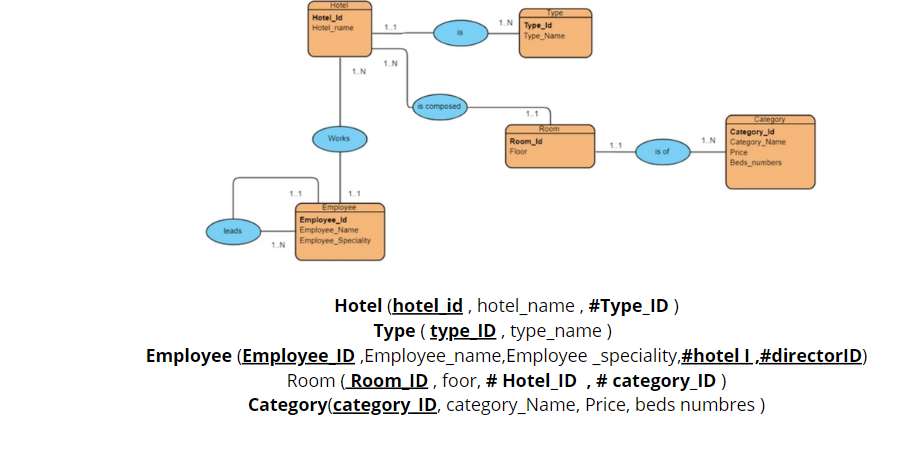 Hotel
Hotel_Id
Hotel_name
1..1
is
1..N
Type
Type_Id
Type_Name
1..N
1..N
is composed
1..1
Room
Room_Id
Floor
1..1
is of
1..N
Category
Category_Id
Category_Name
Price
Beds_numbers
Works
1..1
1..1
Employee
Employee_Id
Employee_Name
Employee_Speciality
leads
1..N
Hotel (hotel_id , hotel_name , #Type_ID )
Type ( type_ID , type_name )
Employee (Employee_ID ,Employee_name,Employee _speciality,#hotel I ,#directorID)
Room ( Room_ID , foor, # Hotel_ID , # category_ID )
Category(category_ID, category_Name, Price, beds numbres )